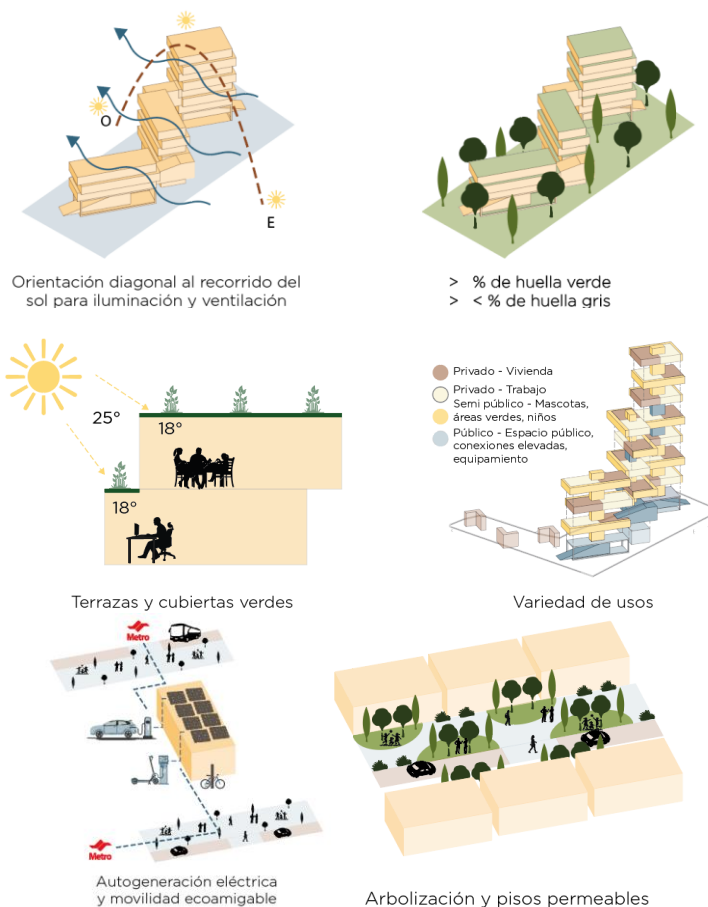 O
E
Orientación diagonal al recorrido del
sol para iluminación y ventilación
> % de huella verde
> < % de huella gris
25°
18°
18°
Terrazas y cubiertas verdes
Privado - Vivienda
Privado - Trabajo
Semi público - Mascotas,
áreas verdes, niños
Público - Espacio público,
conexiones elevadas,
equipamiento
Variedad de usos
Metro
Metro
Autogeneración eléctrica
y movilidad ecoamigable
Arbolización y pisos permeables